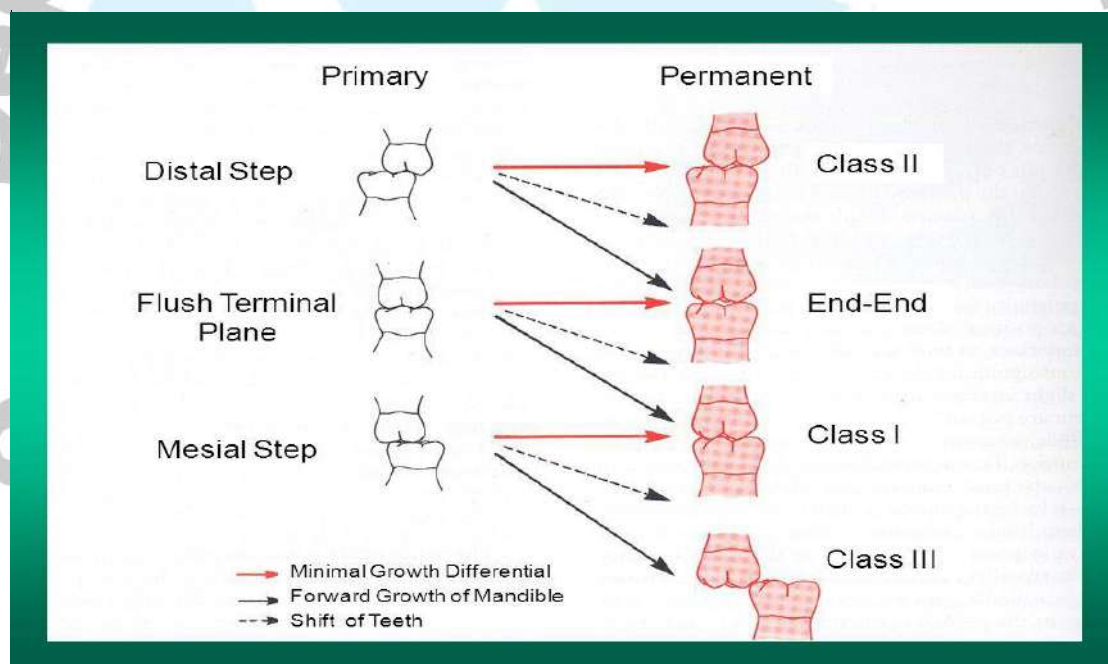 Primary
Permanent
Distal Step
Class II
Flush Terminal
Plane
End-End
Mesial Step
Class I
Class III
Minimal Growth Differential
Forward Growth of Mandible
Shift of Teeth